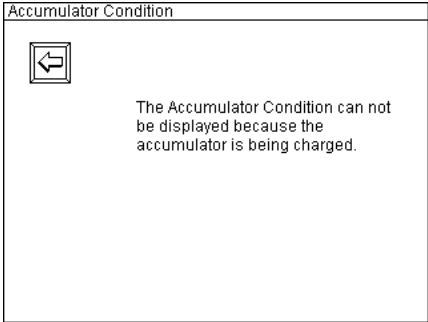 Accumulator Condition
The Accumulator Condition can not
be displayed because the
accumulator is being charged.